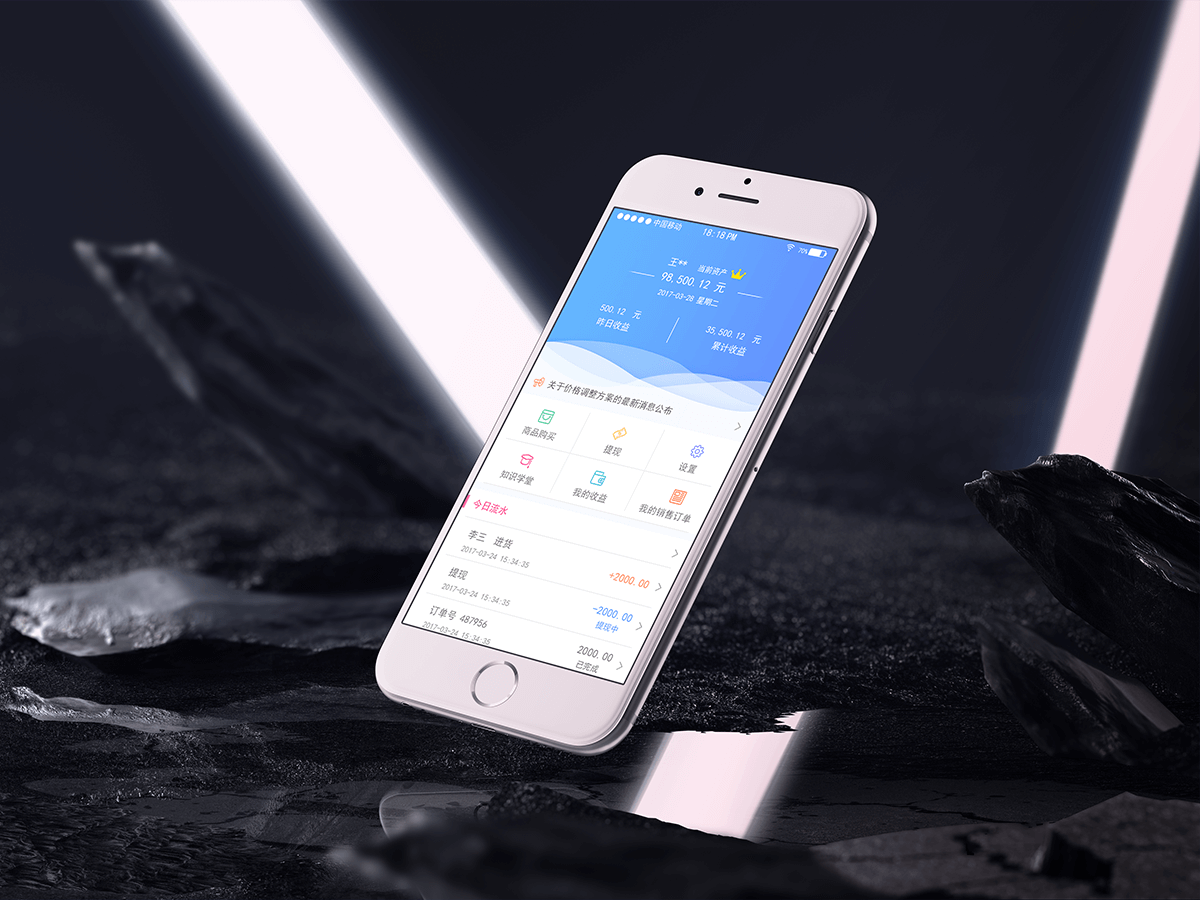 中国移动 18:18 PM 70%
王** 当前资产
98,500.12 元
2017-03-28 星期二
500.12 元 35,500.12 元
昨日收益 累计收益
关于价格调整方案的最新消息公布
商品购买 提现 设置
知识学堂 我的收益 我的销售订单
今日流水
李三 进货
2017-03-24 15:34:35 +2000.00
提现 -2000.00
2017-03-24 15:34:35 提现中
订单号 487956 2000.00
2017-03-24 15:34:35 已完成